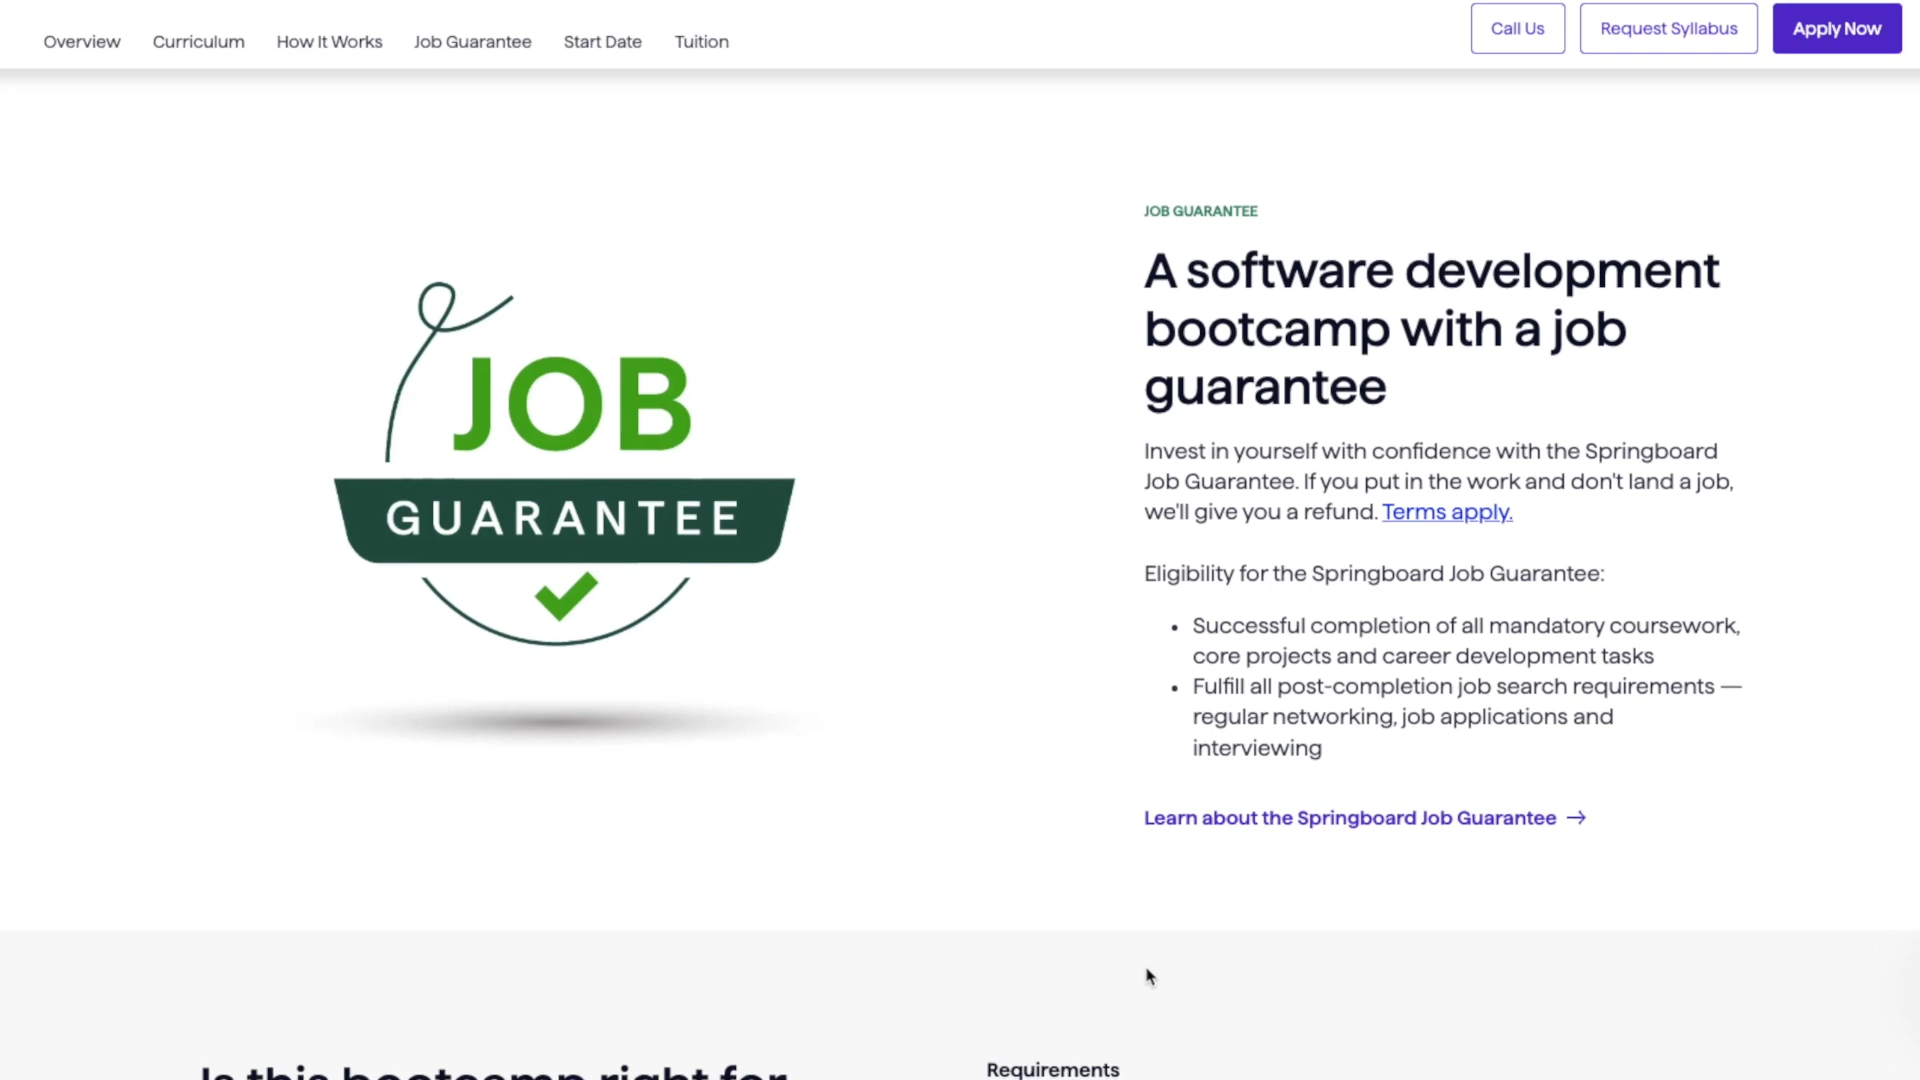 Overview Curriculum How It Works Job Guarantee Start Date Tuition Call Us Request Syllabus Apply Now
JOB
GUARANTEE
JOB GUARANTEE
A software development
bootcamp with a job
guarantee
Invest in yourself with confidence with the Springboard
Job Guarantee. If you put in the work and don't land a job,
we'll give you a refund. Terms apply.
Eligibility for the Springboard Job Guarantee:
• Successful completion of all mandatory coursework,
core projects and career development tasks
• Fulfill all post-completion job search requirements —
regular networking, job applications and
interviewing
Learn about the Springboard Job Guarantee →
Is this bootcamp right for
Requirements